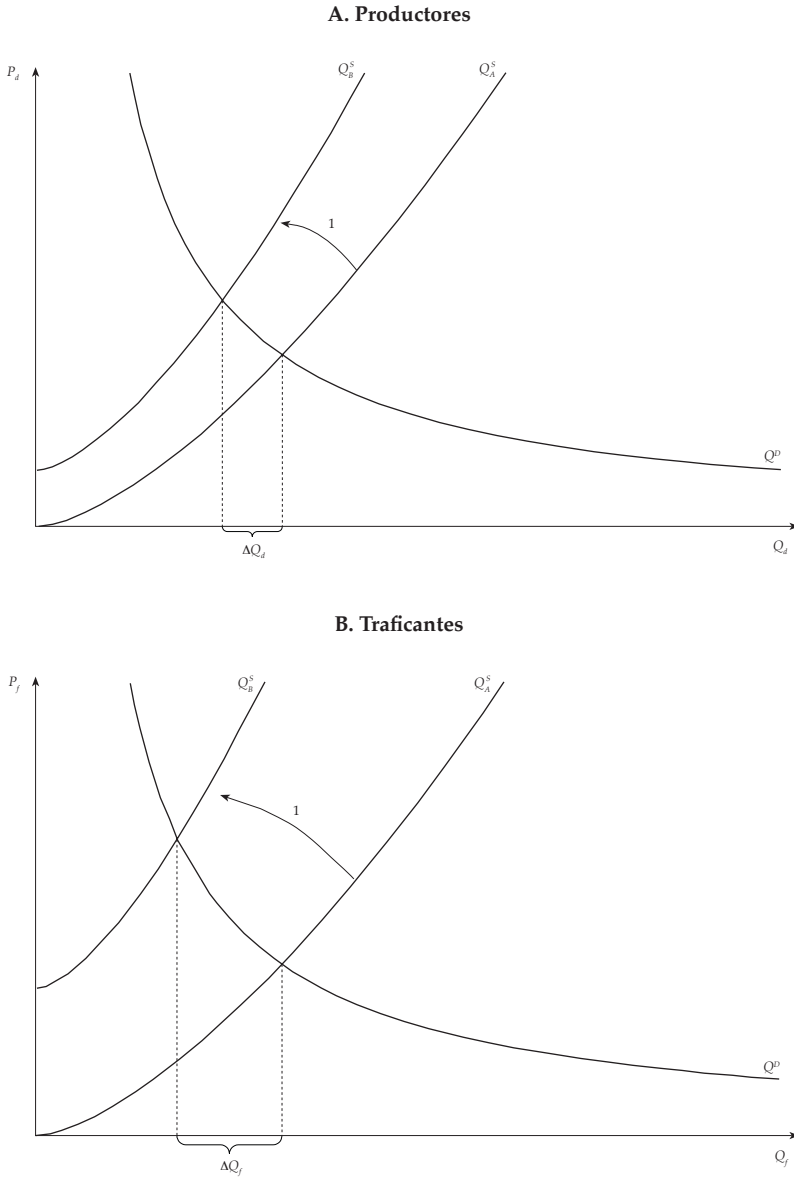 A. Productores
P_d
Q_B^S
Q_A^S
1
Q^D
ΔQ_d
Q_d
B. Traficantes
P_f
Q_B^S
Q_A^S
1
Q^D
ΔQ_f
Q_f